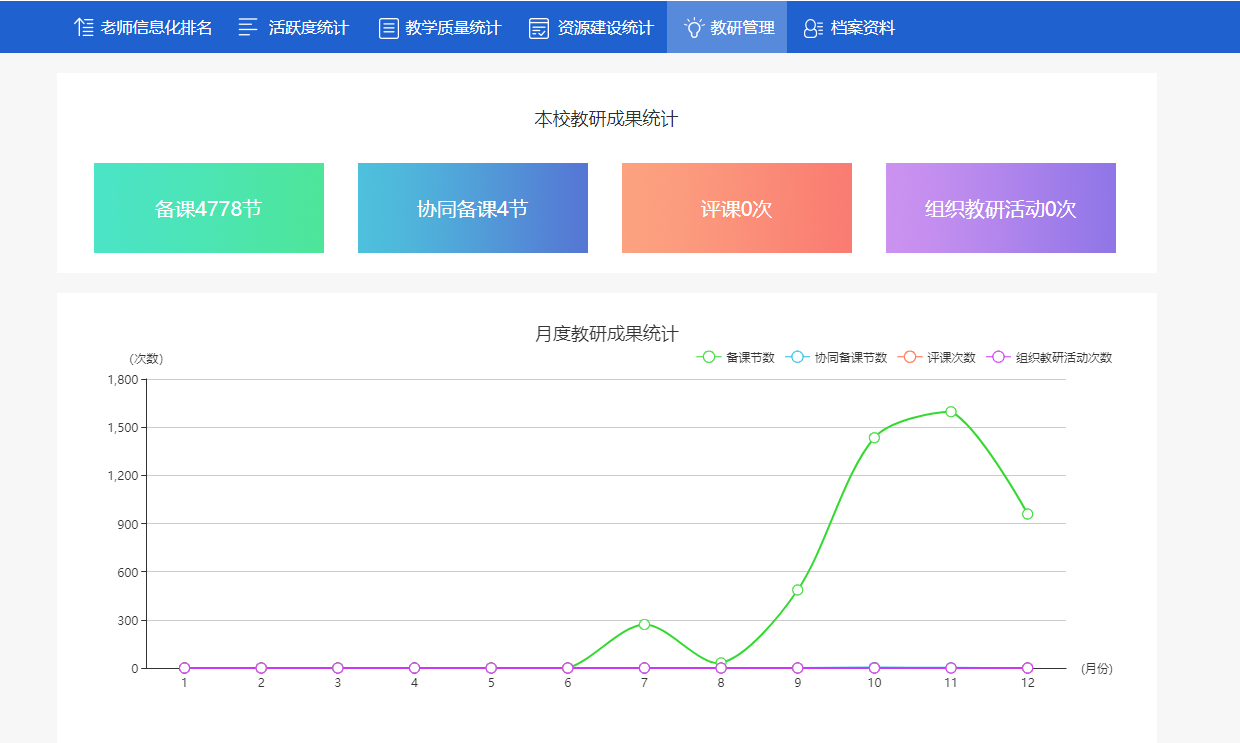 老师信息化排名 活跃度统计 教学质量统计 资源建设统计 教研管理 档案资料
本校教研成果统计
备课4778节 协同备课4节 评课0次 组织教研活动0次
月度教研成果统计
(次数) 备课节数 协同备课节数 评课次数 组织教研活动次数
1,800
1,500
1,200
900
600
300
0 (月份)
1 2 3 4 5 6 7 8 9 10 11 12